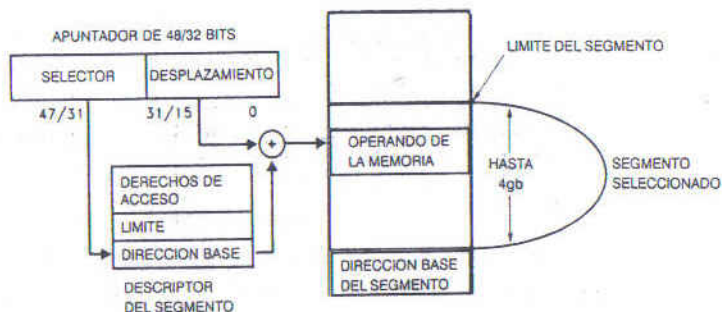 APUNTADOR DE 48/32 BITS
SELECTOR
DESPLAZAMIENTO
47/31
31/15
0
+
DERECHOS DE
ACCESO
LIMITE
DIRECCION BASE
DESCRIPTOR
DEL SEGMENTO
OPERANDO DE
LA MEMORIA
DIRECCION BASE
DEL SEGMENTO
LIMITE DEL SEGMENTO
HASTA
4gb
SEGMENTO
SELECCIONADO